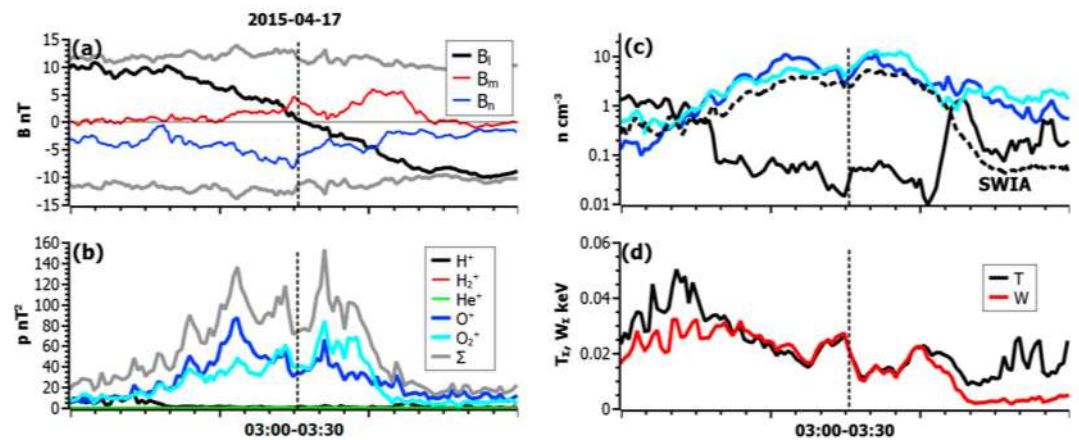 2015-04-17
(a)
B nT
15
10
5
0
-5
-10
-15
B_l
B_m
B_n
(b)
p nT²
160
140
120
100
80
60
40
20
0
H⁺
H₂⁺
He⁺
O⁺
O₂⁺
Σ
03:00-03:30
(c)
n cm⁻³
10
1
0.1
0.01
SWIA
(d)
T_Σ, W_Σ keV
0.06
0.04
0.02
0
T
W
03:00-03:30